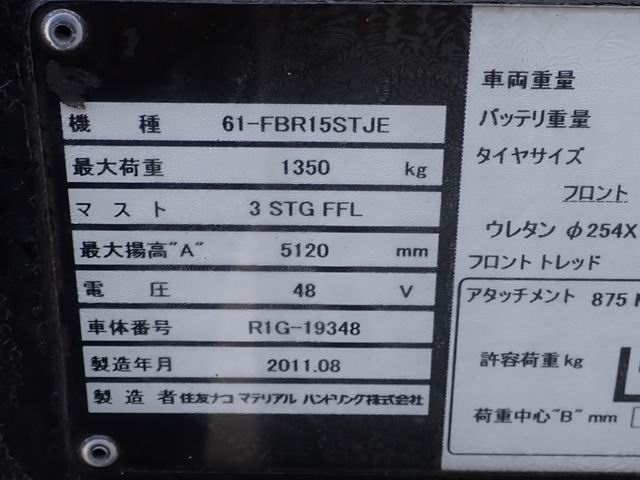 機種 61-FBR15STJE
最大荷重 1350 kg
マスト 3 STG FFL
最大揚高"A" 5120 mm
電圧 48 V
車体番号 R1G-19348
製造年月 2011.08
製造者 住友ナコ マテリアル ハンドリング株式会社
車両重量
バッテリ重量
タイヤサイズ
フロント
ウレタン φ254X
フロントトレッド
アタッチメント 875
許容荷重 kg
荷重中心"B" mm